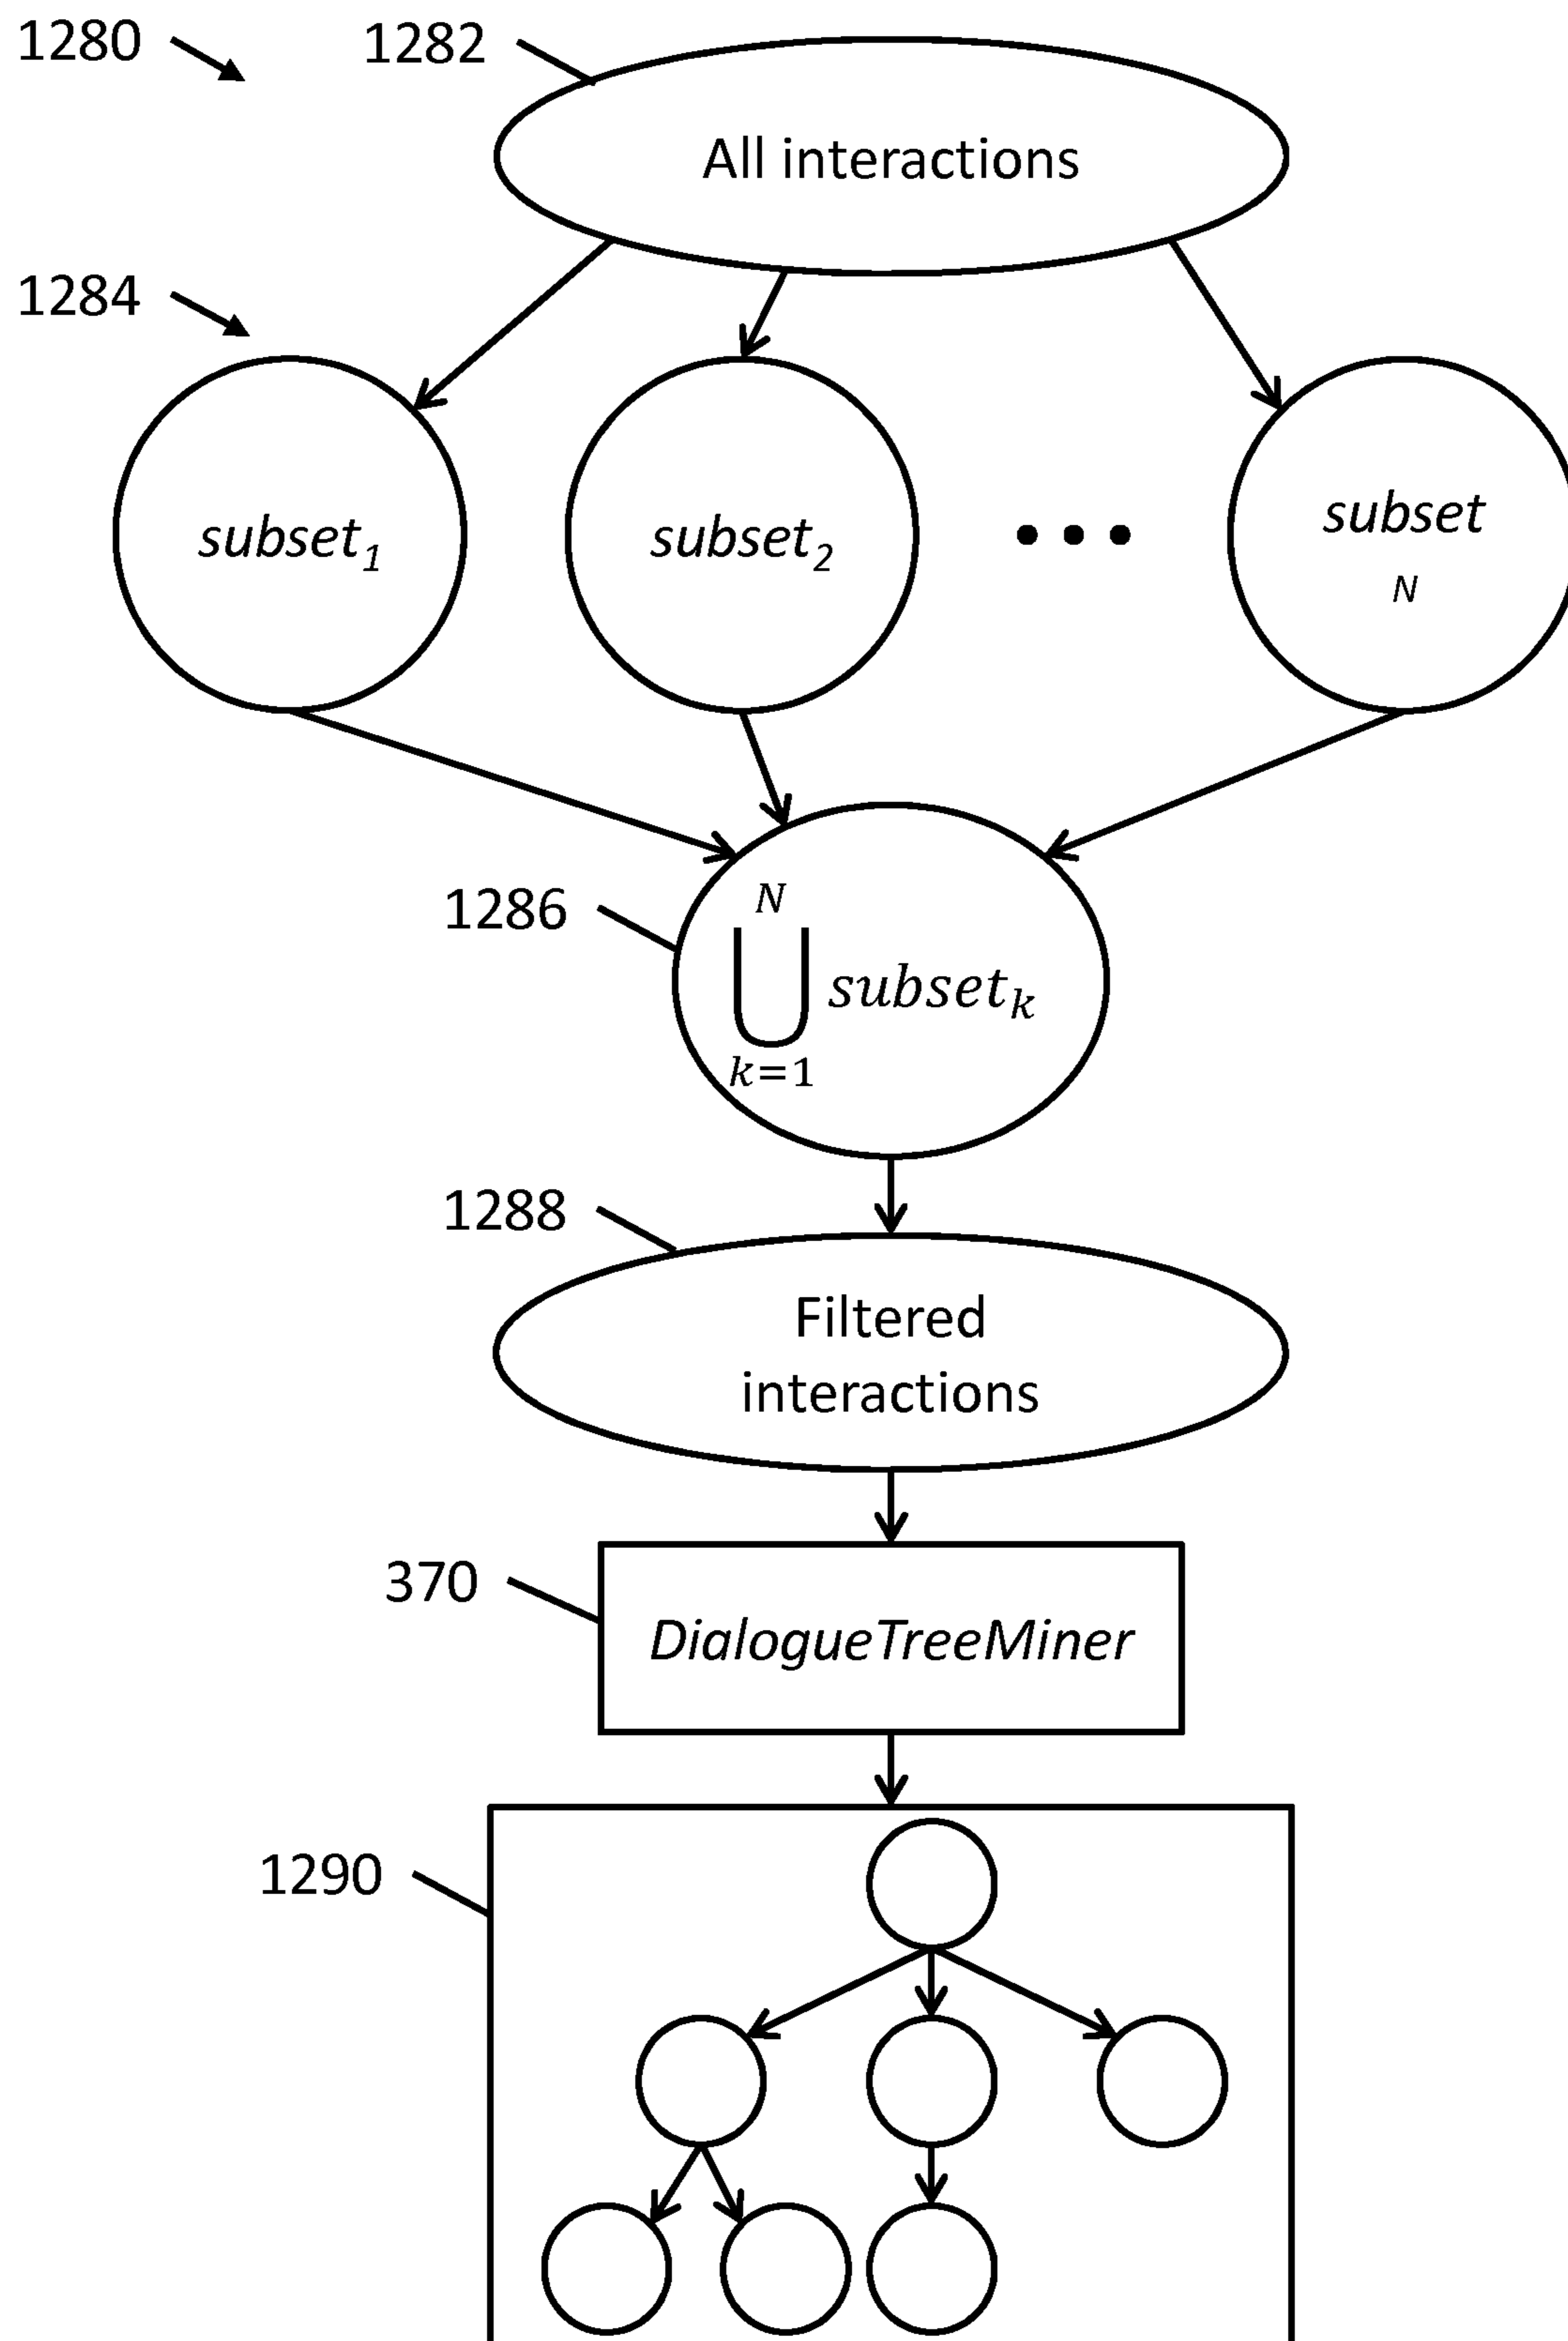 1280
1282
All interactions
1284
subset₁
subset₂
• • •
subset
N
1286
N
⋃ subsetₖ
k=1
1288
Filtered
interactions
370
DialogueTreeMiner
1290